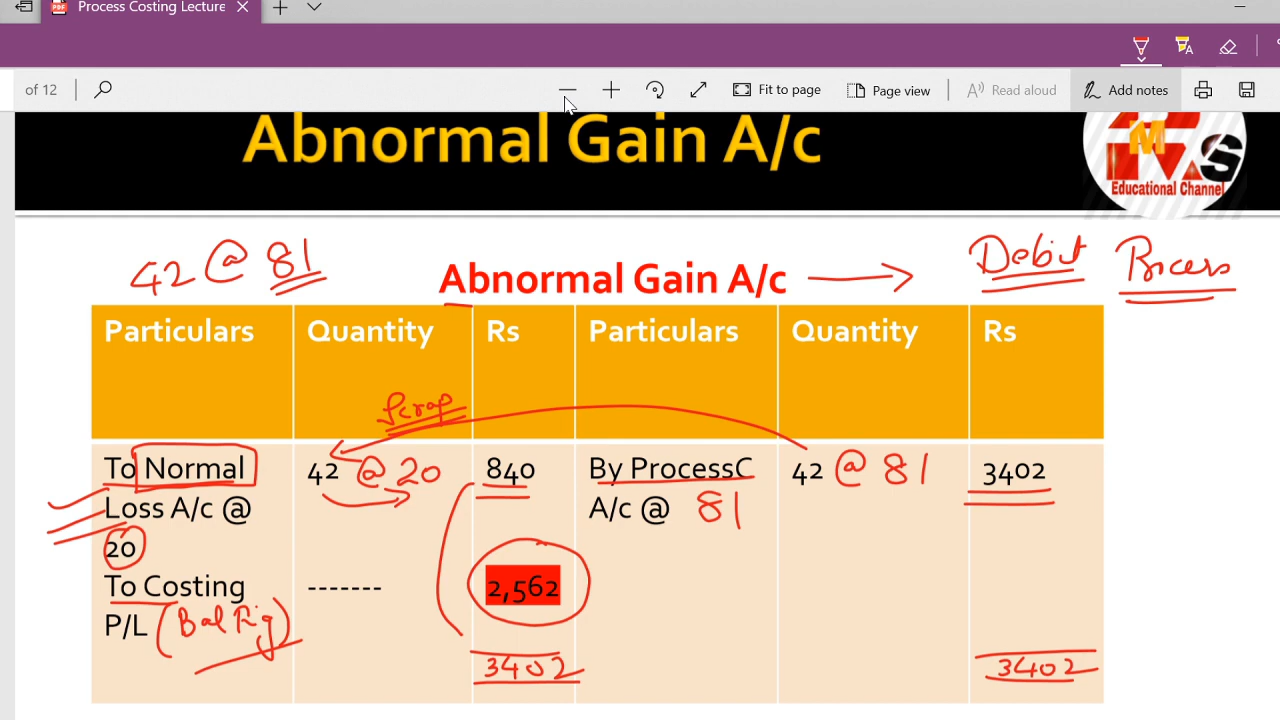 Process Costing Lecture
of 12
Fit to page
Page view
Read aloud
Add notes
Abnormal Gain A/c
M
S
Educational Channel
42 @ 81
Abnormal Gain A/c
Debit Process
Particulars Quantity Rs Particulars Quantity Rs
Scrap
To Normal 42 @ 20 840 By ProcessC 42 @ 81 3402
Loss A/c @ A/c @ 81
20
To Costing ------- 2,562
P/L (Bal Fig)
3402 3402